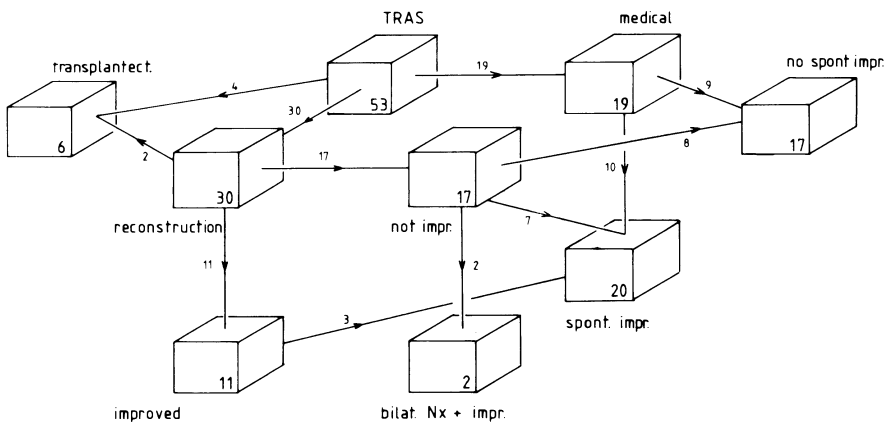 TRAS
medical
transplantect.
no spont impr.
4
19
9
53
19
30
6
17
2
17
8
10
30
17
reconstruction
not impr.
7
11
2
20
3
spont. impr.
11
2
improved
bilat. Nx + impr.